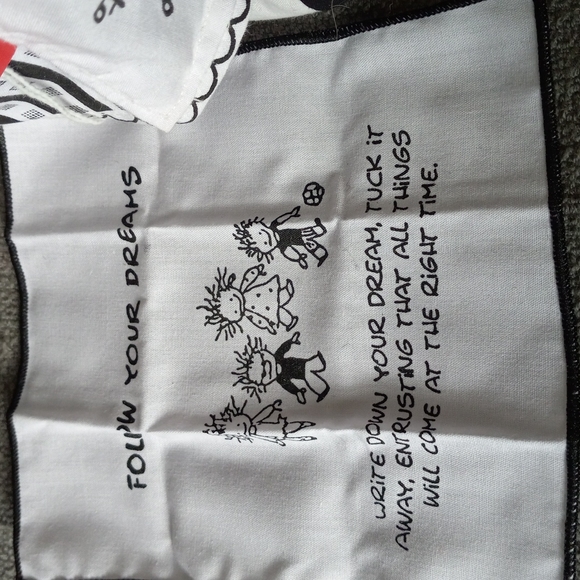 FOLLOW YOUR DREAMS
WRITE DOWN YOUR DREAM, TUCK IT
AWAY, ENTRUSTING THAT ALL THINGS
WILL COME AT THE RIGHT TIME.